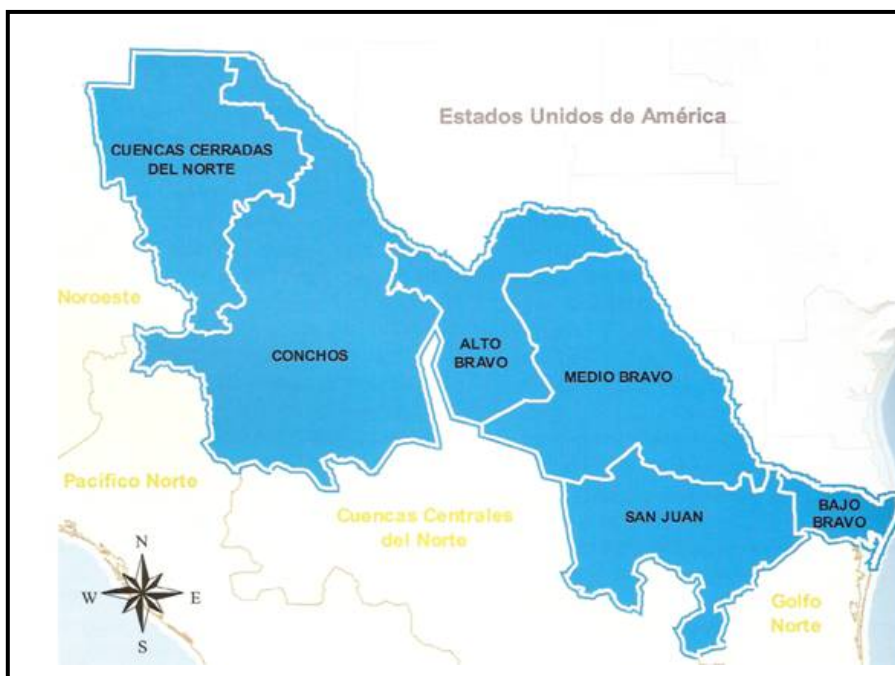 Estados Unidos de América
CUENCAS CERRADAS
DEL NORTE
Noroeste
CONCHOS
ALTO
BRAVO
MEDIO BRAVO
Pacifico Norte
Cuencas Centrales
del Norte
SAN JUAN
BAJO
BRAVO
Golfo
Norte
N
W
E
S